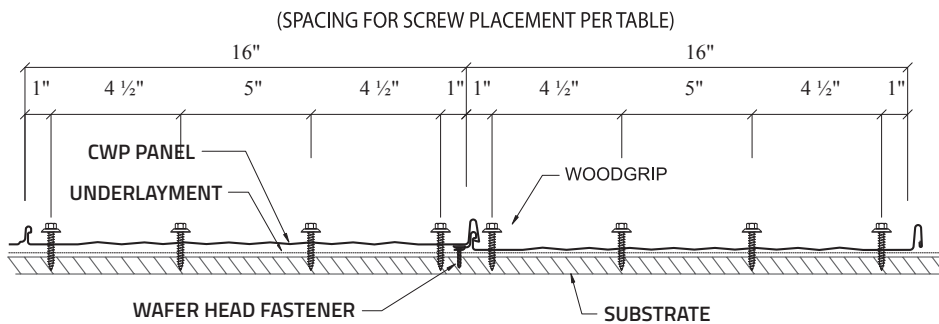 (SPACING FOR SCREW PLACEMENT PER TABLE)
16" 16"
1" 4 ½" 5" 4 ½" 1" 1" 4 ½" 5" 4 ½" 1"
CWP PANEL
WOODGRIP
UNDERLAYMENT
WAFER HEAD FASTENER
SUBSTRATE